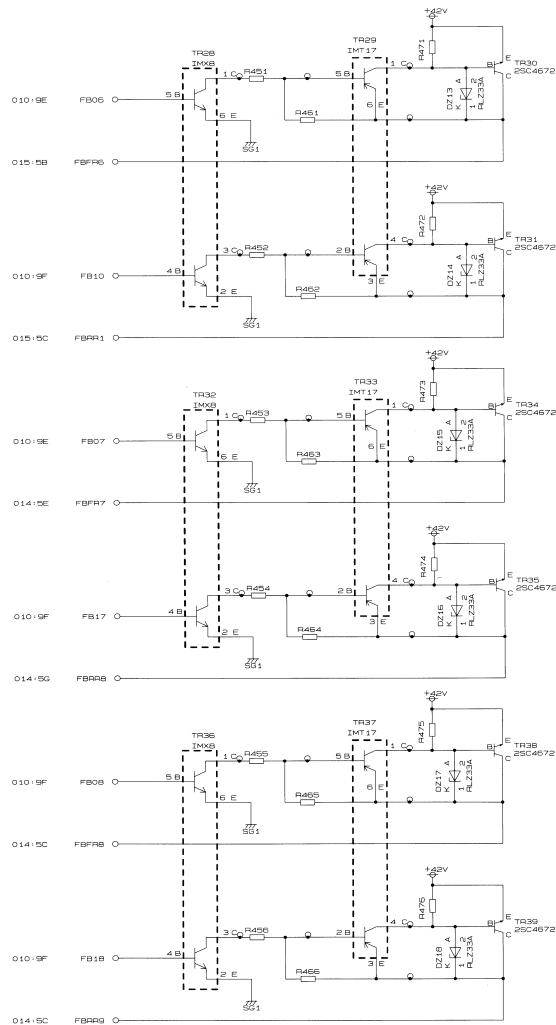 +42V
TR28
IMX8
TR29
IMT17
R471
TR30
2SC4672
1 C R451
5 B
1 C
B
E
C
DZ13
K A
1 2
RLZ33A
010:9E FB06
5 B
6 E
R461
6 E
SG1
015:5B FBFR6
+42V
R472
TR31
2SC4672
3 C R452
2 B
4 C
B
E
C
DZ14
K A
1 2
RLZ33A
010:9F FB10
4 B
2 E
R462
3 E
SG1
015:5C FBRR1
+42V
TR32
IMX8
TR33
IMT17
R473
TR34
2SC4672
1 C R453
5 B
1 C
B
E
C
DZ15
K A
1 2
RLZ33A
010:9E FB07
5 B
6 E
R463
6 E
SG1
014:5E FBFR7
+42V
R474
TR35
2SC4672
3 C R454
2 B
4 C
B
E
C
DZ16
K A
1 2
RLZ33A
010:9F FB17
4 B
2 E
R464
3 E
SG1
014:5G FBRR8
+42V
TR36
IMX8
TR37
IMT17
R475
TR38
2SC4672
1 C R455
5 B
1 C
B
E
C
DZ17
K A
1 2
RLZ33A
010:9F FB08
5 B
6 E
R465
6 E
SG1
014:5C FBFR8
+42V
R476
TR39
2SC4672
3 C R456
2 B
4 C
B
E
C
DZ18
K A
1 2
RLZ33A
010:9F FB18
4 B
2 E
R466
3 E
SG1
014:5C FBRR9